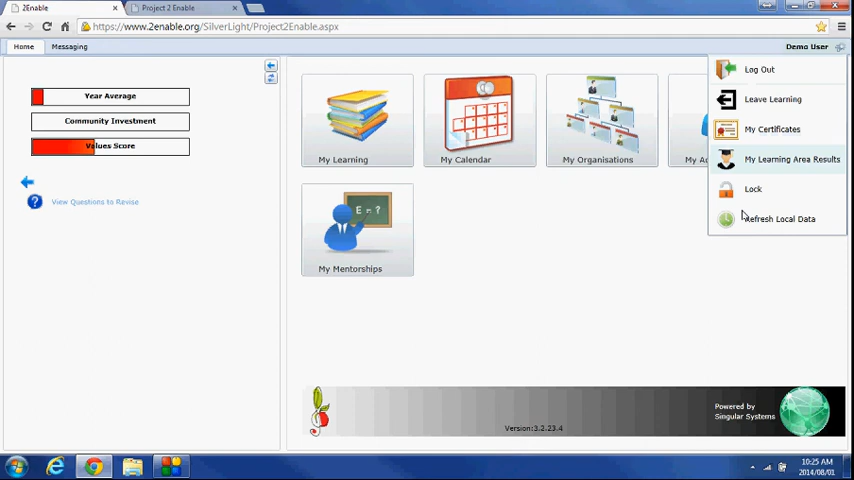 2Enable
Project 2 Enable
https://www.2enable.org/SilverLight/Project2Enable.aspx
Home
Messaging
Demo User
Year Average
Community Investment
Values Score
View Questions to Revise
My Learning
My Calendar
My Organisations
My Ac
E = ?
My Mentorships
Log Out
Leave Learning
My Certificates
My Learning Area Results
Lock
Refresh Local Data
Powered by
Singular Systems
Version:3.2.23.4
10:25 AM
2014/08/01